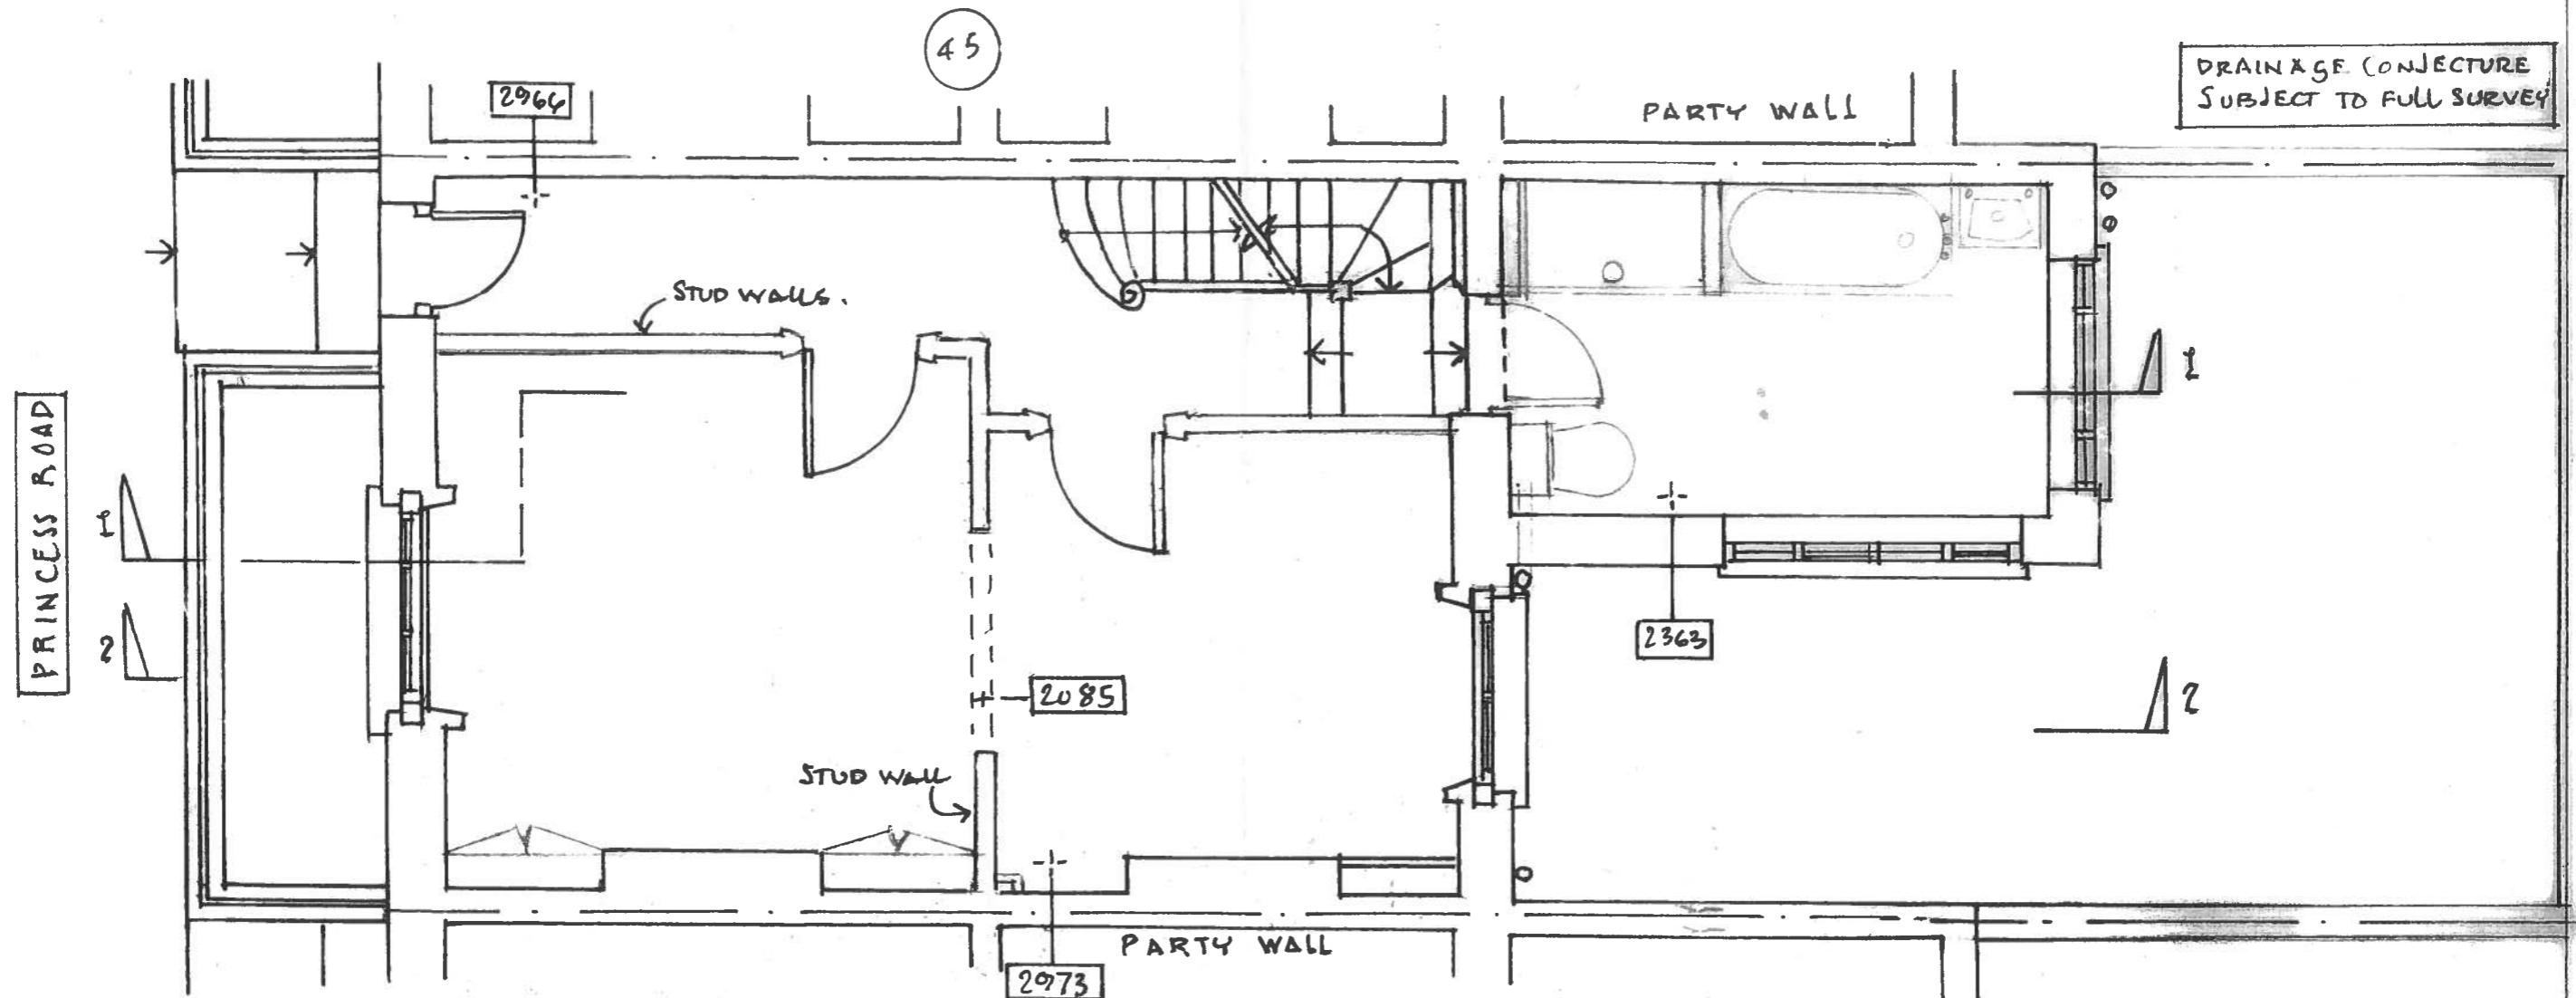 45
DRAINAGE CONJECTURE
SUBJECT TO FULL SURVEY
2966
PARTY WALL
STUD WALLS.
1
PRINCESS ROAD
1
2
2363
2085
2
STUD WALL
PARTY WALL
2973